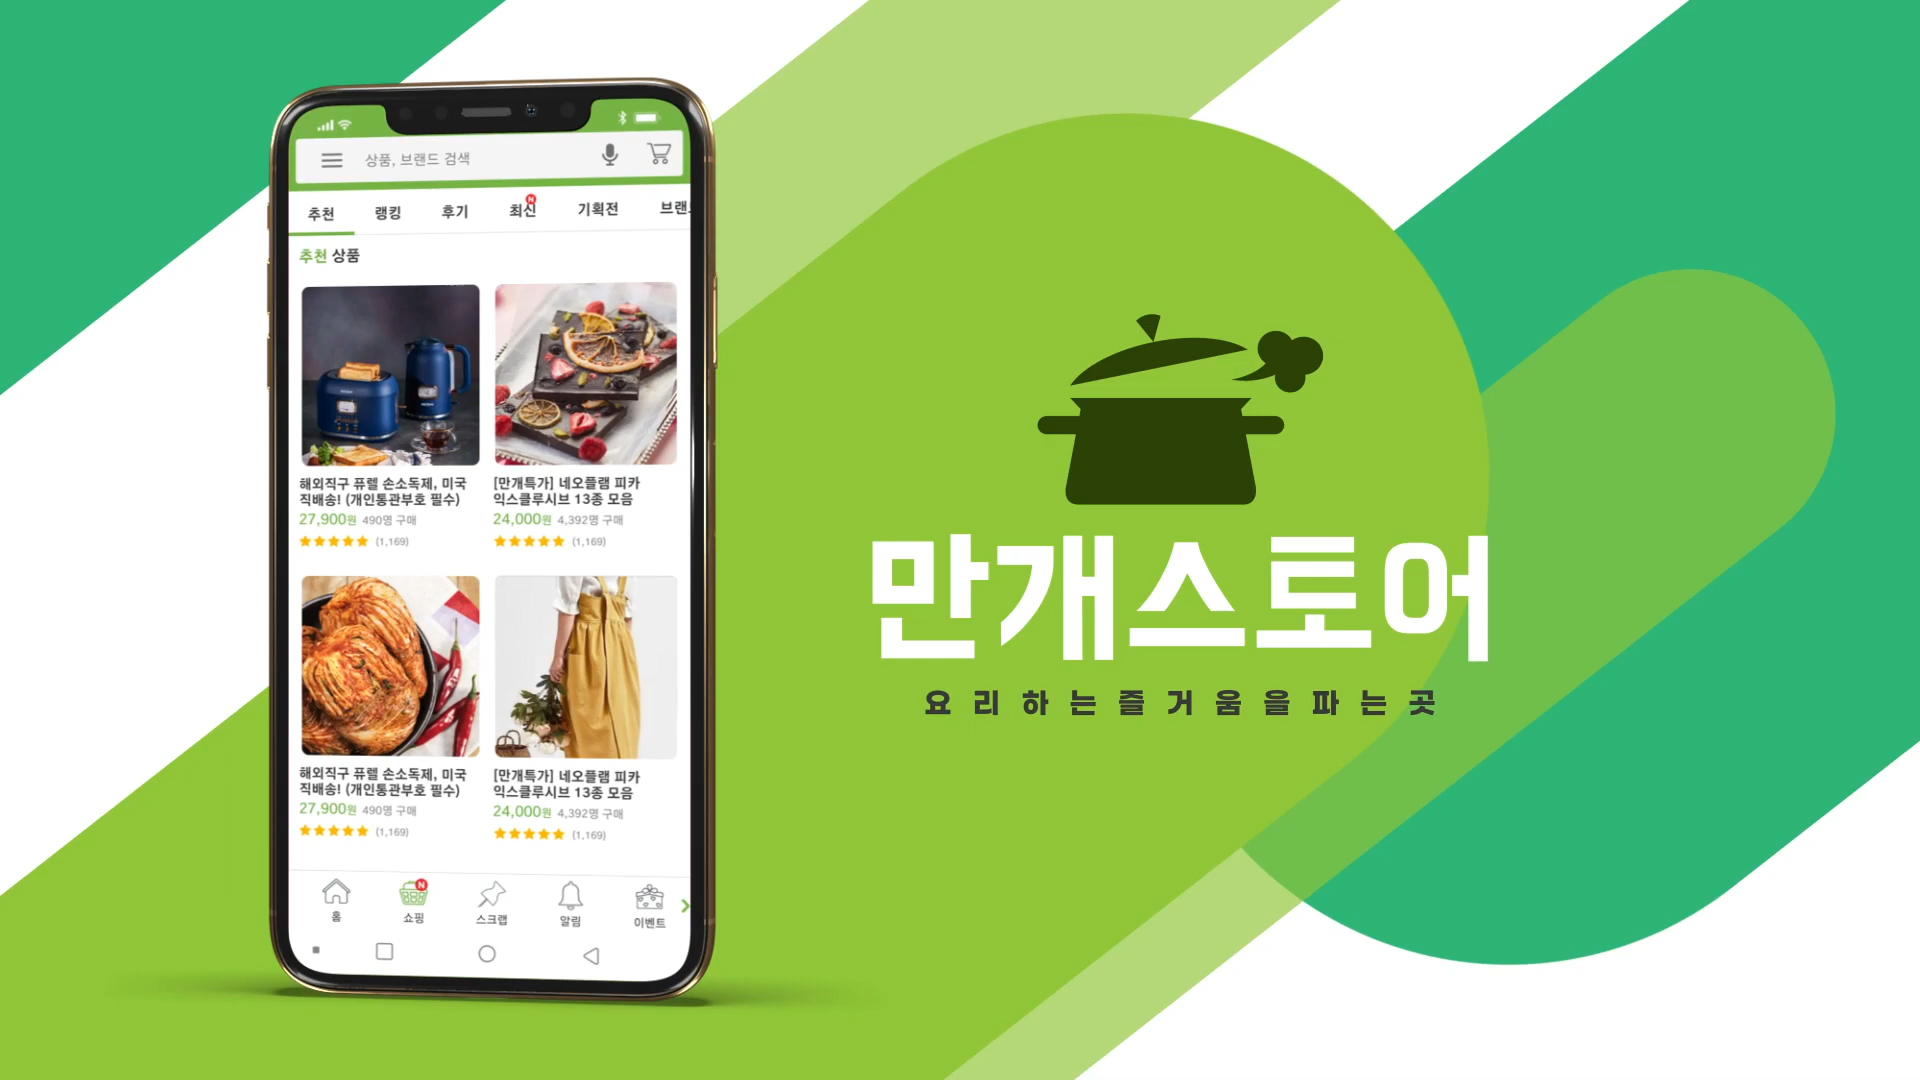 상품, 브랜드 검색
추천 랭킹 후기 최신 N 기획전 브랜드
추천 상품
해외직구 퓨렐 손소독제, 미국
직배송! (개인통관부호 필수)
27,900원 490명 구매
(1,169)
[만개특가] 네오플램 피카
익스클루시브 13종 모음
24,000원 4,392명 구매
(1,169)
해외직구 퓨렐 손소독제, 미국
직배송! (개인통관부호 필수)
27,900원 490명 구매
(1,169)
[만개특가] 네오플램 피카
익스클루시브 13종 모음
24,000원 4,392명 구매
(1,169)
N
홈 쇼핑 스크랩 알림 이벤트
만개스토어
요리하는즐거움을파는곳